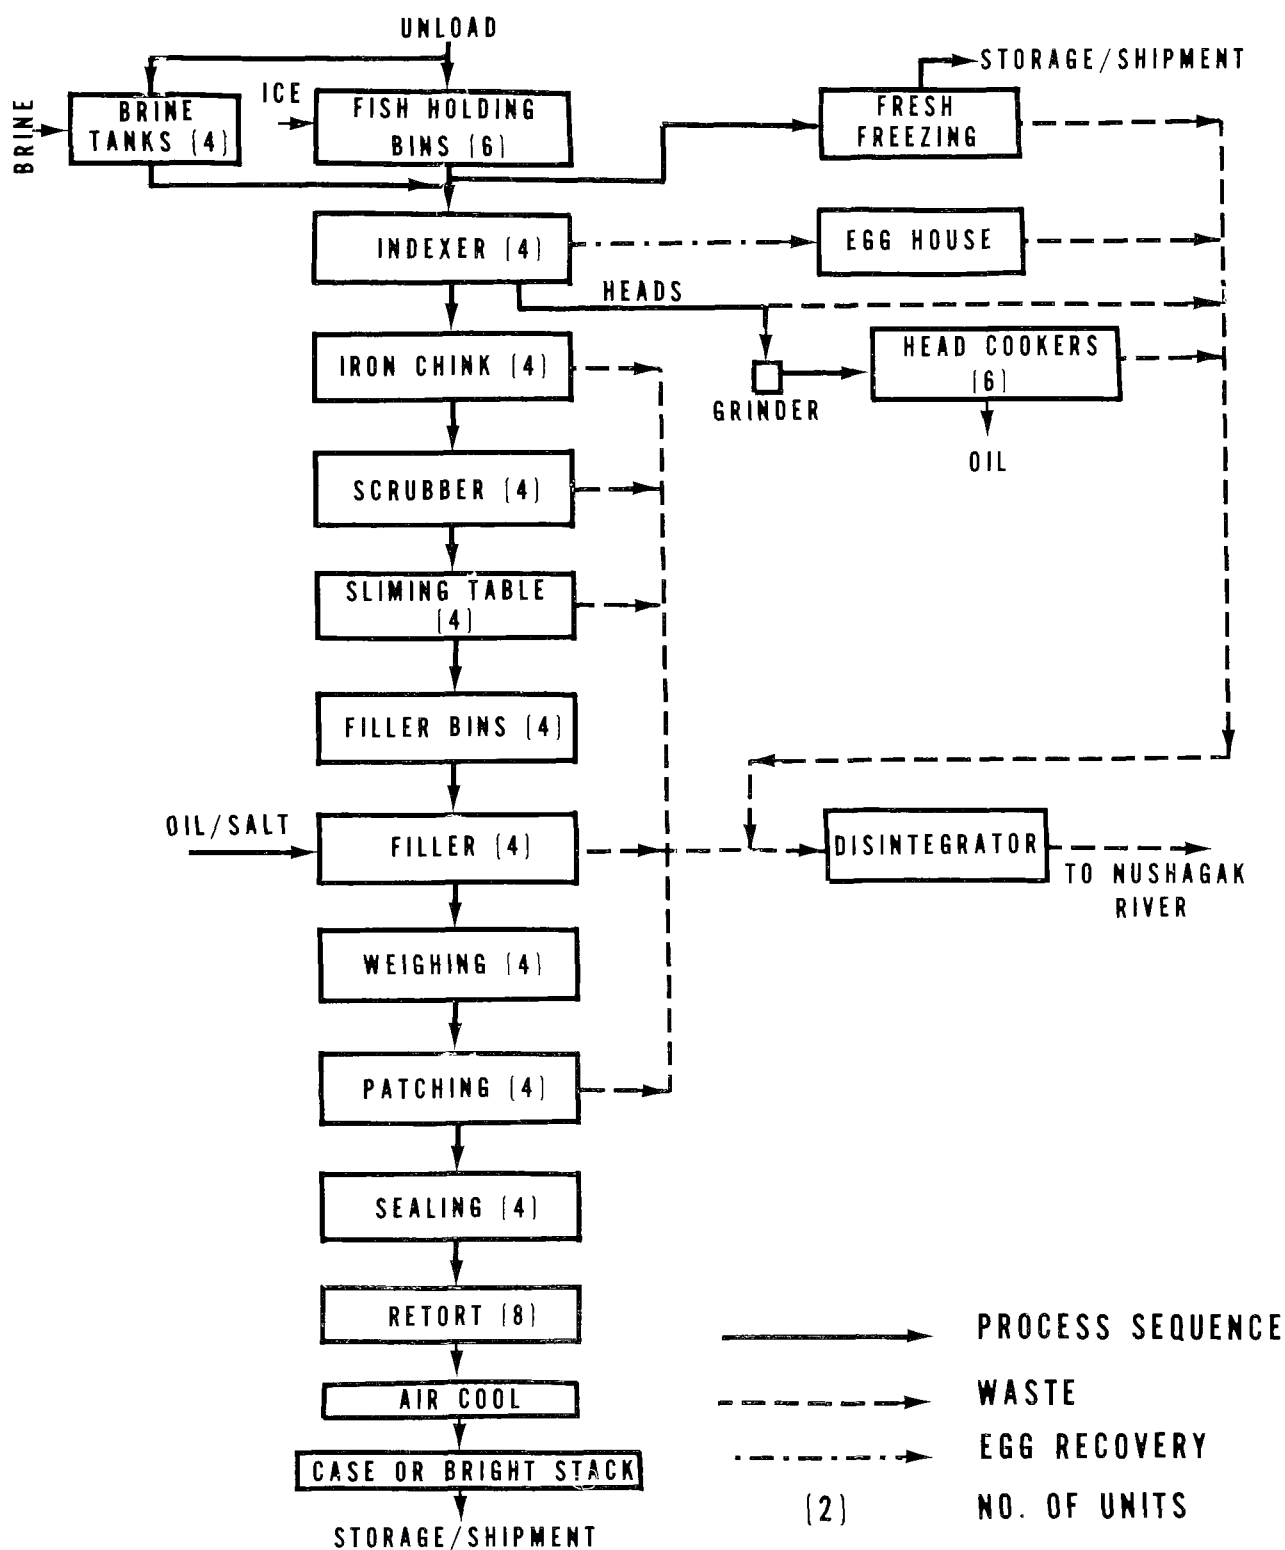 UNLOAD
STORAGE/SHIPMENT
BRINE
BRINE
TANKS (4)
ICE
FISH HOLDING
BINS (6)
FRESH
FREEZING
INDEXER (4)
EGG HOUSE
HEADS
IRON CHINK (4)
GRINDER
HEAD COOKERS
(6)
OIL
SCRUBBER (4)
SLIMING TABLE
(4)
FILLER BINS (4)
OIL/SALT
FILLER (4)
DISINTEGRATOR
TO NUSHAGAK
RIVER
WEIGHING (4)
PATCHING (4)
SEALING (4)
RETORT (8)
AIR COOL
CASE OR BRIGHT STACK
STORAGE/SHIPMENT
PROCESS SEQUENCE
WASTE
EGG RECOVERY
(2) NO. OF UNITS